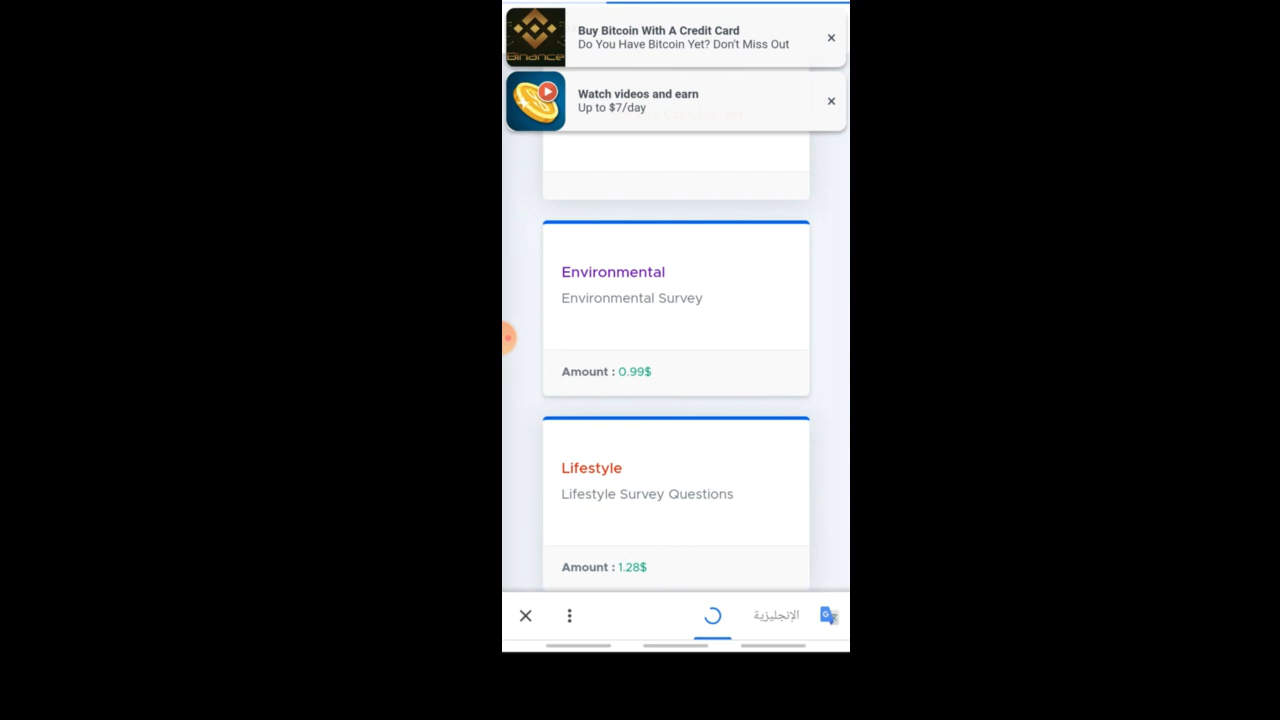 Buy Bitcoin With A Credit Card
Do You Have Bitcoin Yet? Don't Miss Out
BINANCE
Watch videos and earn
Up to $7/day
Environmental
Environmental Survey
Amount : 0.99$
Lifestyle
Lifestyle Survey Questions
Amount : 1.28$
الإنجليزية